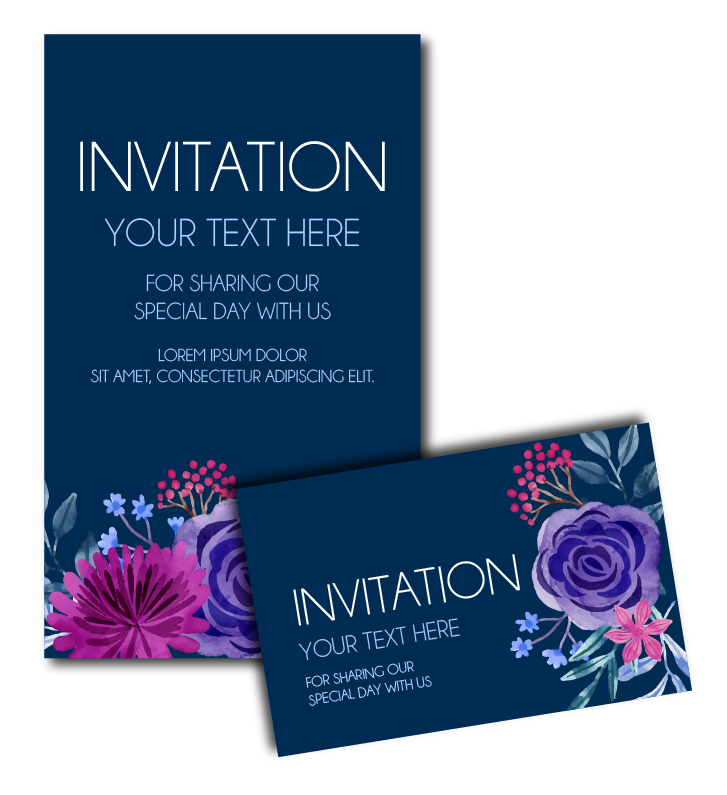 INVITATION
YOUR TEXT HERE
FOR SHARING OUR
SPECIAL DAY WITH US
LOREM IPSUM DOLOR
SIT AMET, CONSECTETUR ADIPISCING ELIT.
INVITATION
YOUR TEXT HERE
FOR SHARING OUR
SPECIAL DAY WITH US